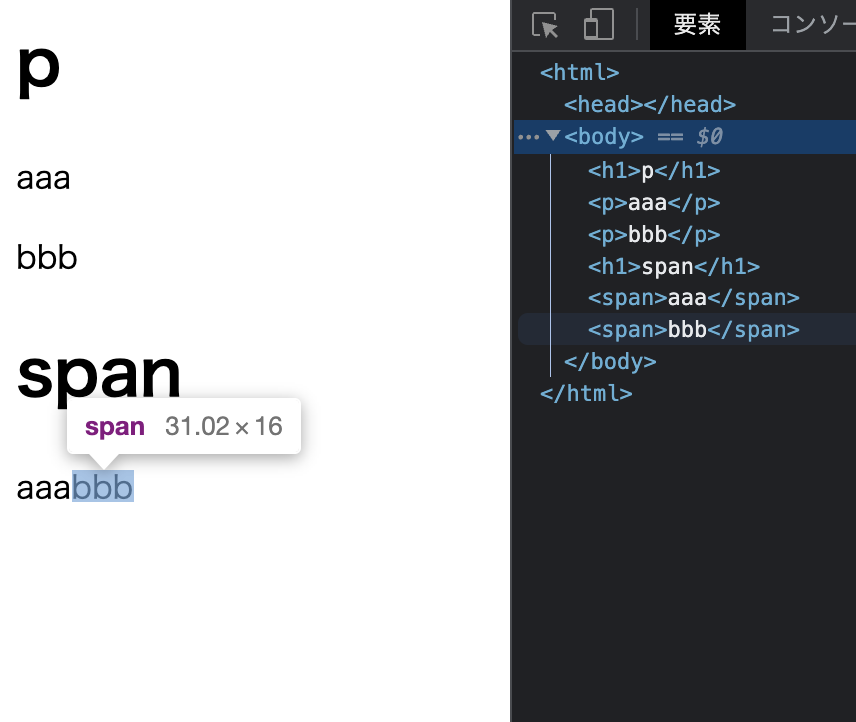 p
aaa
bbb
span
span 31.02 × 16
aaabbb
要素 コンソー
<html>
<head></head>
<body> == $0
<h1>p</h1>
<p>aaa</p>
<p>bbb</p>
<h1>span</h1>
<span>aaa</span>
<span>bbb</span>
</body>
</html>